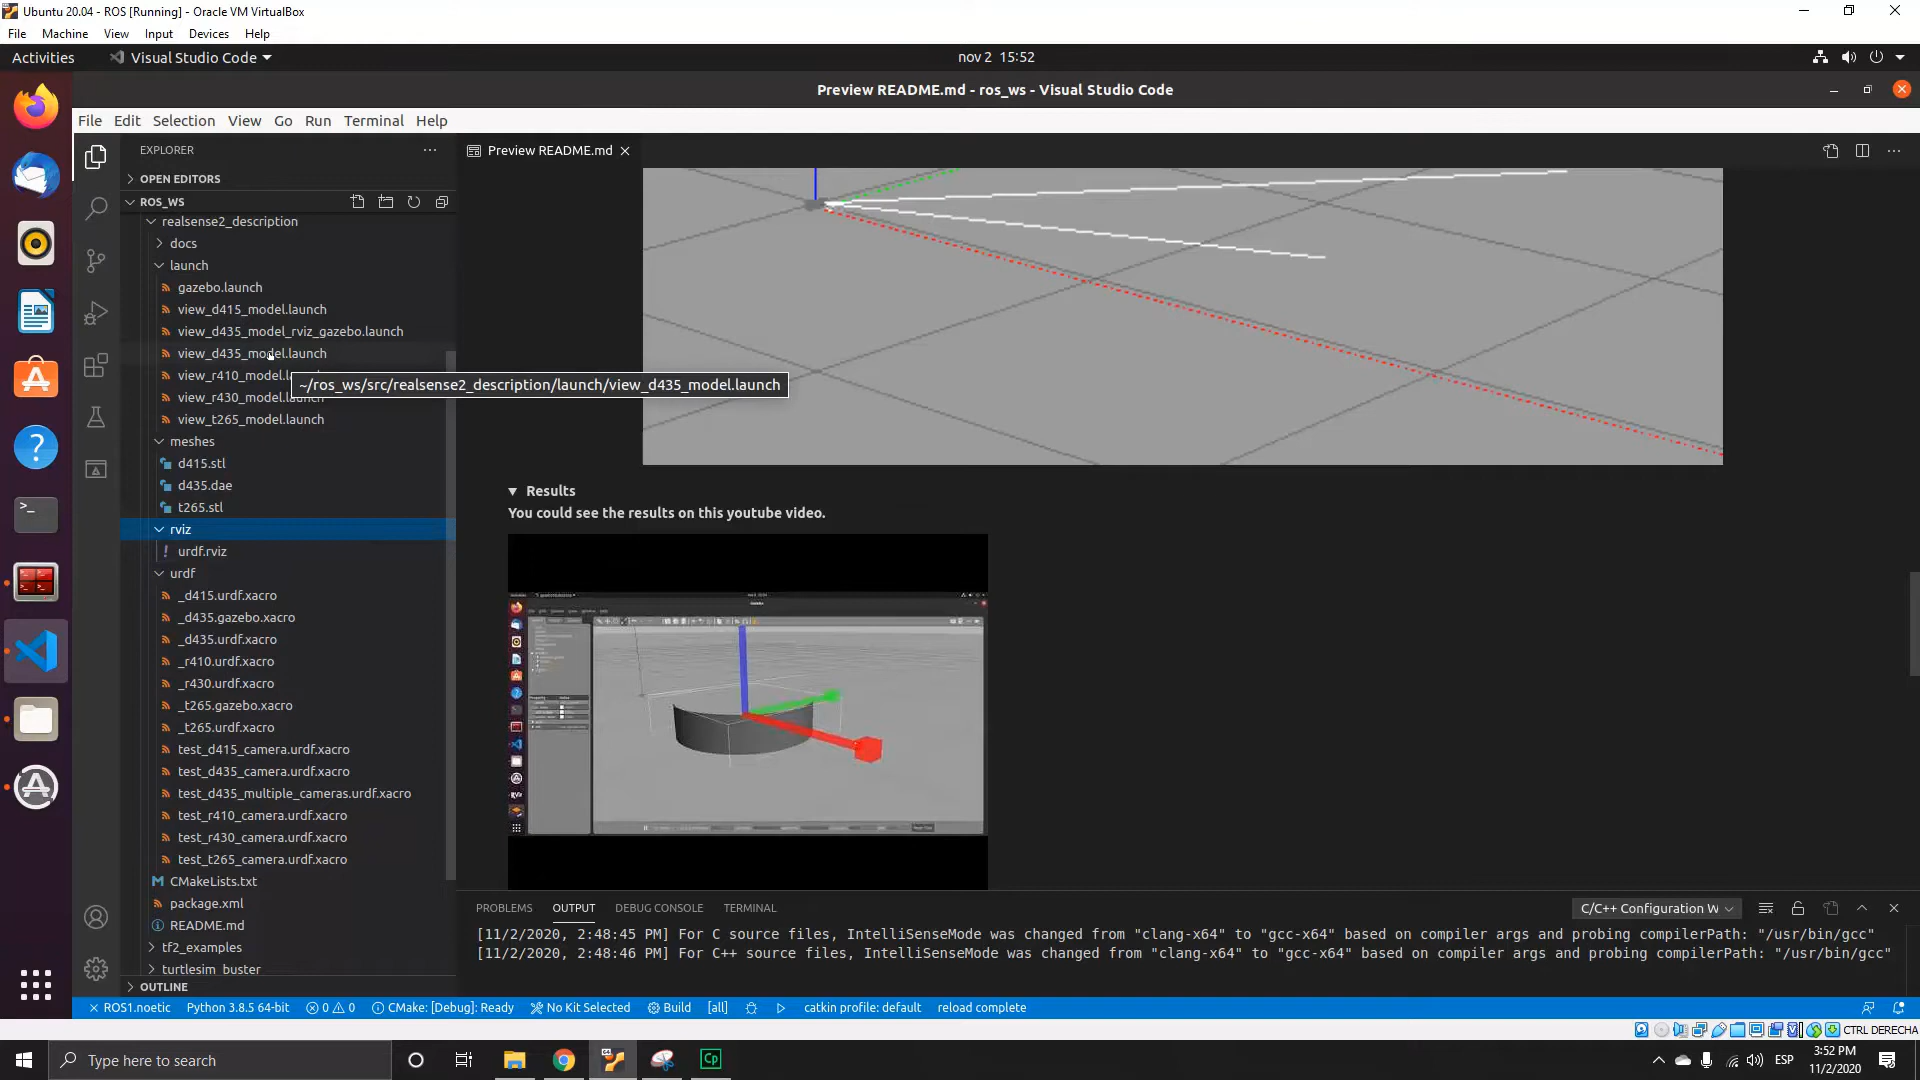 Ubuntu 20.04 - ROS [Running] - Oracle VM VirtualBox
File Machine View Input Devices Help
Activities Visual Studio Code nov 2 15:52
Preview README.md - ros_ws - Visual Studio Code
File Edit Selection View Go Run Terminal Help
EXPLORER
OPEN EDITORS
ROS_WS
realsense2_description
docs
launch
gazebo.launch
view_d415_model.launch
view_d435_model_rviz_gazebo.launch
view_d435_model.launch
view_r410_model.l
view_r430_model.launch
view_t265_model.launch
meshes
d415.stl
d435.dae
t265.stl
rviz
urdf.rviz
urdf
_d415.urdf.xacro
_d435.gazebo.xacro
_d435.urdf.xacro
_r410.urdf.xacro
_r430.urdf.xacro
_t265.gazebo.xacro
_t265.urdf.xacro
test_d415_camera.urdf.xacro
test_d435_camera.urdf.xacro
test_d435_multiple_cameras.urdf.xacro
test_r410_camera.urdf.xacro
test_r430_camera.urdf.xacro
test_t265_camera.urdf.xacro
CMakeLists.txt
package.xml
README.md
tf2_examples
turtlesim_buster
OUTLINE
~/ros_ws/src/realsense2_description/launch/view_d435_model.launch
Preview README.md
Results
You could see the results on this youtube video.
PROBLEMS OUTPUT DEBUG CONSOLE TERMINAL C/C++ Configuration W
[11/2/2020, 2:48:45 PM] For C source files, IntelliSenseMode was changed from "clang-x64" to "gcc-x64" based on compiler args and probing compilerPath: "/usr/bin/gcc"
[11/2/2020, 2:48:46 PM] For C++ source files, IntelliSenseMode was changed from "clang-x64" to "gcc-x64" based on compiler args and probing compilerPath: "/usr/bin/gcc"
ROS1.noetic Python 3.8.5 64-bit 0 0 CMake: [Debug]: Ready No Kit Selected Build [all] catkin profile: default reload complete
CTRL DERECHA
Type here to search
Cp
ESP
3:52 PM
11/2/2020